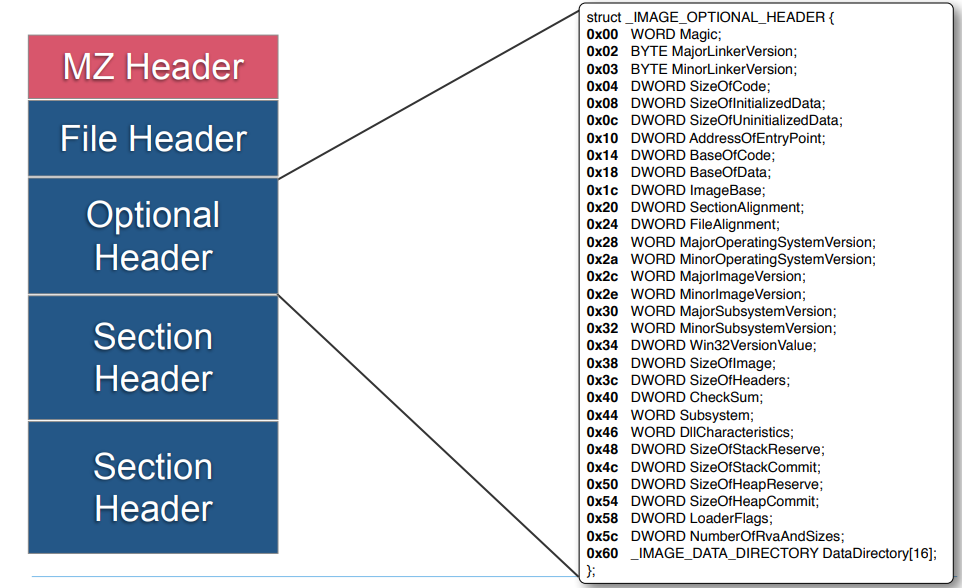 MZ Header
File Header
Optional
Header
Section
Header
Section
Header
struct _IMAGE_OPTIONAL_HEADER {
0x00 WORD Magic;
0x02 BYTE MajorLinkerVersion;
0x03 BYTE MinorLinkerVersion;
0x04 DWORD SizeOfCode;
0x08 DWORD SizeOfInitializedData;
0x0c DWORD SizeOfUninitializedData;
0x10 DWORD AddressOfEntryPoint;
0x14 DWORD BaseOfCode;
0x18 DWORD BaseOfData;
0x1c DWORD ImageBase;
0x20 DWORD SectionAlignment;
0x24 DWORD FileAlignment;
0x28 WORD MajorOperatingSystemVersion;
0x2a WORD MinorOperatingSystemVersion;
0x2c WORD MajorImageVersion;
0x2e WORD MinorImageVersion;
0x30 WORD MajorSubsystemVersion;
0x32 WORD MinorSubsystemVersion;
0x34 DWORD Win32VersionValue;
0x38 DWORD SizeOfImage;
0x3c DWORD SizeOfHeaders;
0x40 DWORD CheckSum;
0x44 WORD Subsystem;
0x46 WORD DllCharacteristics;
0x48 DWORD SizeOfStackReserve;
0x4c DWORD SizeOfStackCommit;
0x50 DWORD SizeOfHeapReserve;
0x54 DWORD SizeOfHeapCommit;
0x58 DWORD LoaderFlags;
0x5c DWORD NumberOfRvaAndSizes;
0x60 _IMAGE_DATA_DIRECTORY DataDirectory[16];
};